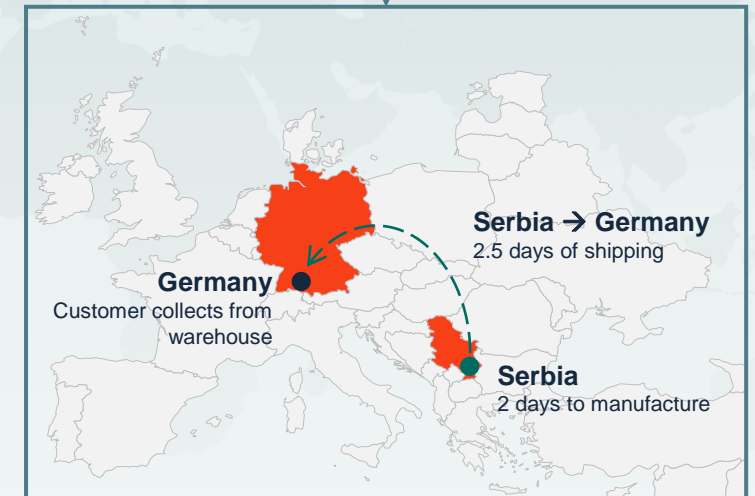 Serbia → Germany
2.5 days of shipping
Germany
Customer collects from
warehouse
Serbia
2 days to manufacture